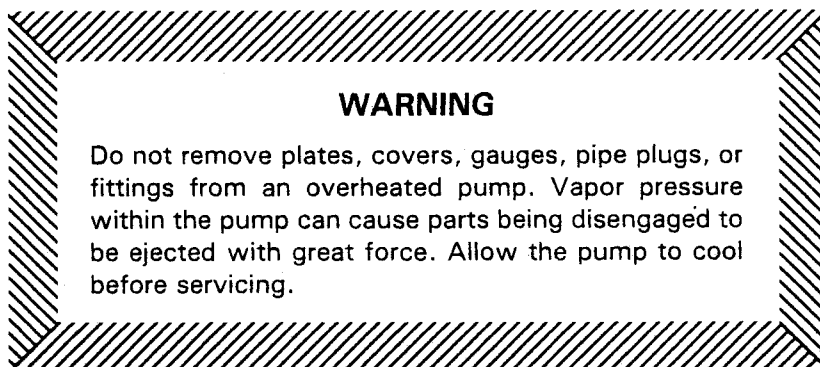 WARNING
Do not remove plates, covers, gauges, pipe plugs, or
fittings from an overheated pump. Vapor pressure
within the pump can cause parts being disengaged to
be ejected with great force. Allow the pump to cool
before servicing.